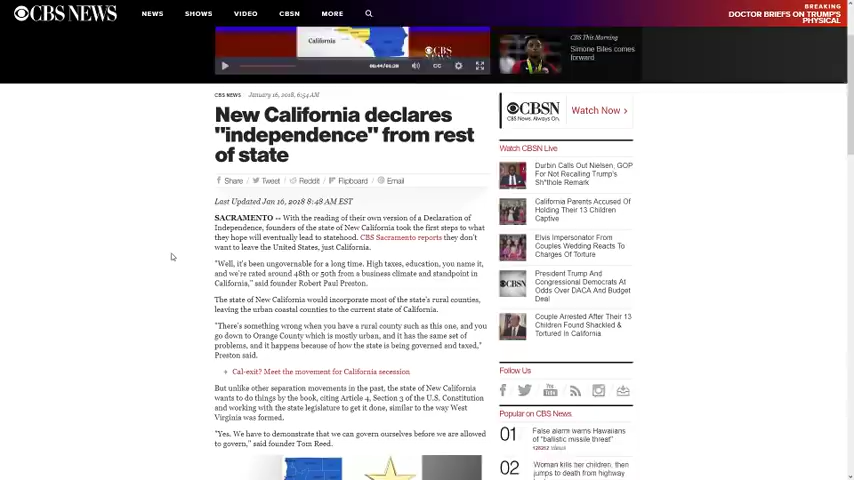 CBS NEWS
NEWS
SHOWS
VIDEO
CBSN
MORE
BREAKING
DOCTOR BRIEFS ON TRUMP'S
PHYSICAL
California
CBS NEWS
CC
CBS This Morning
Simone Biles comes
forward
CBS NEWS January 16, 2018, 6:54 AM
New California declares
"independence" from rest
of state
Share / Tweet / Reddit / Flipboard / Email
Last Updated Jan 16, 2018 8:48 AM EST
SACRAMENTO -- With the reading of their own version of a Declaration of
Independence, founders of the state of New California took the first steps to what
they hope will eventually lead to statehood. CBS Sacramento reports they don't
want to leave the United States, just California.
"Well, it's been ungovernable for a long time. High taxes, education, you name it,
and we're rated around 48th or 50th from a business climate and standpoint in
California," said founder Robert Paul Preston.
The state of New California would incorporate most of the state's rural counties,
leaving the urban coastal counties to the current state of California.
"There's something wrong when you have a rural county such as this one, and you
go down to Orange County which is mostly urban, and it has the same set of
problems, and it happens because of how the state is being governed and taxed,"
Preston said.
Cal-exit? Meet the movement for California secession
But unlike other separation movements in the past, the state of New California
wants to do things by the book, citing Article 4, Section 3 of the U.S. Constitution
and working with the state legislature to get it done, similar to the way West
Virginia was formed.
"Yes. We have to demonstrate that we can govern ourselves before we are allowed
to govern," said founder Tom Reed.
CBSN
CBS News. Always On.
Watch Now >
Watch CBSN Live
Durbin Calls Out Nielsen, GOP
For Not Recalling Trump's
Sh*thole Remark
California Parents Accused Of
Holding Their 13 Children
Captive
Elvis Impersonator From
Couples Wedding Reacts To
Charges Of Torture
CBSN
President Trump And
Congressional Democrats At
Odds Over DACA And Budget
Deal
Couple Arrested After Their 13
Children Found Shackled &
Tortured In California
Follow Us
Popular on CBS News
01
False alarm warns Hawaiians
of "ballistic missile threat"
views
02
Woman kills her children, then
jumps to death from highway